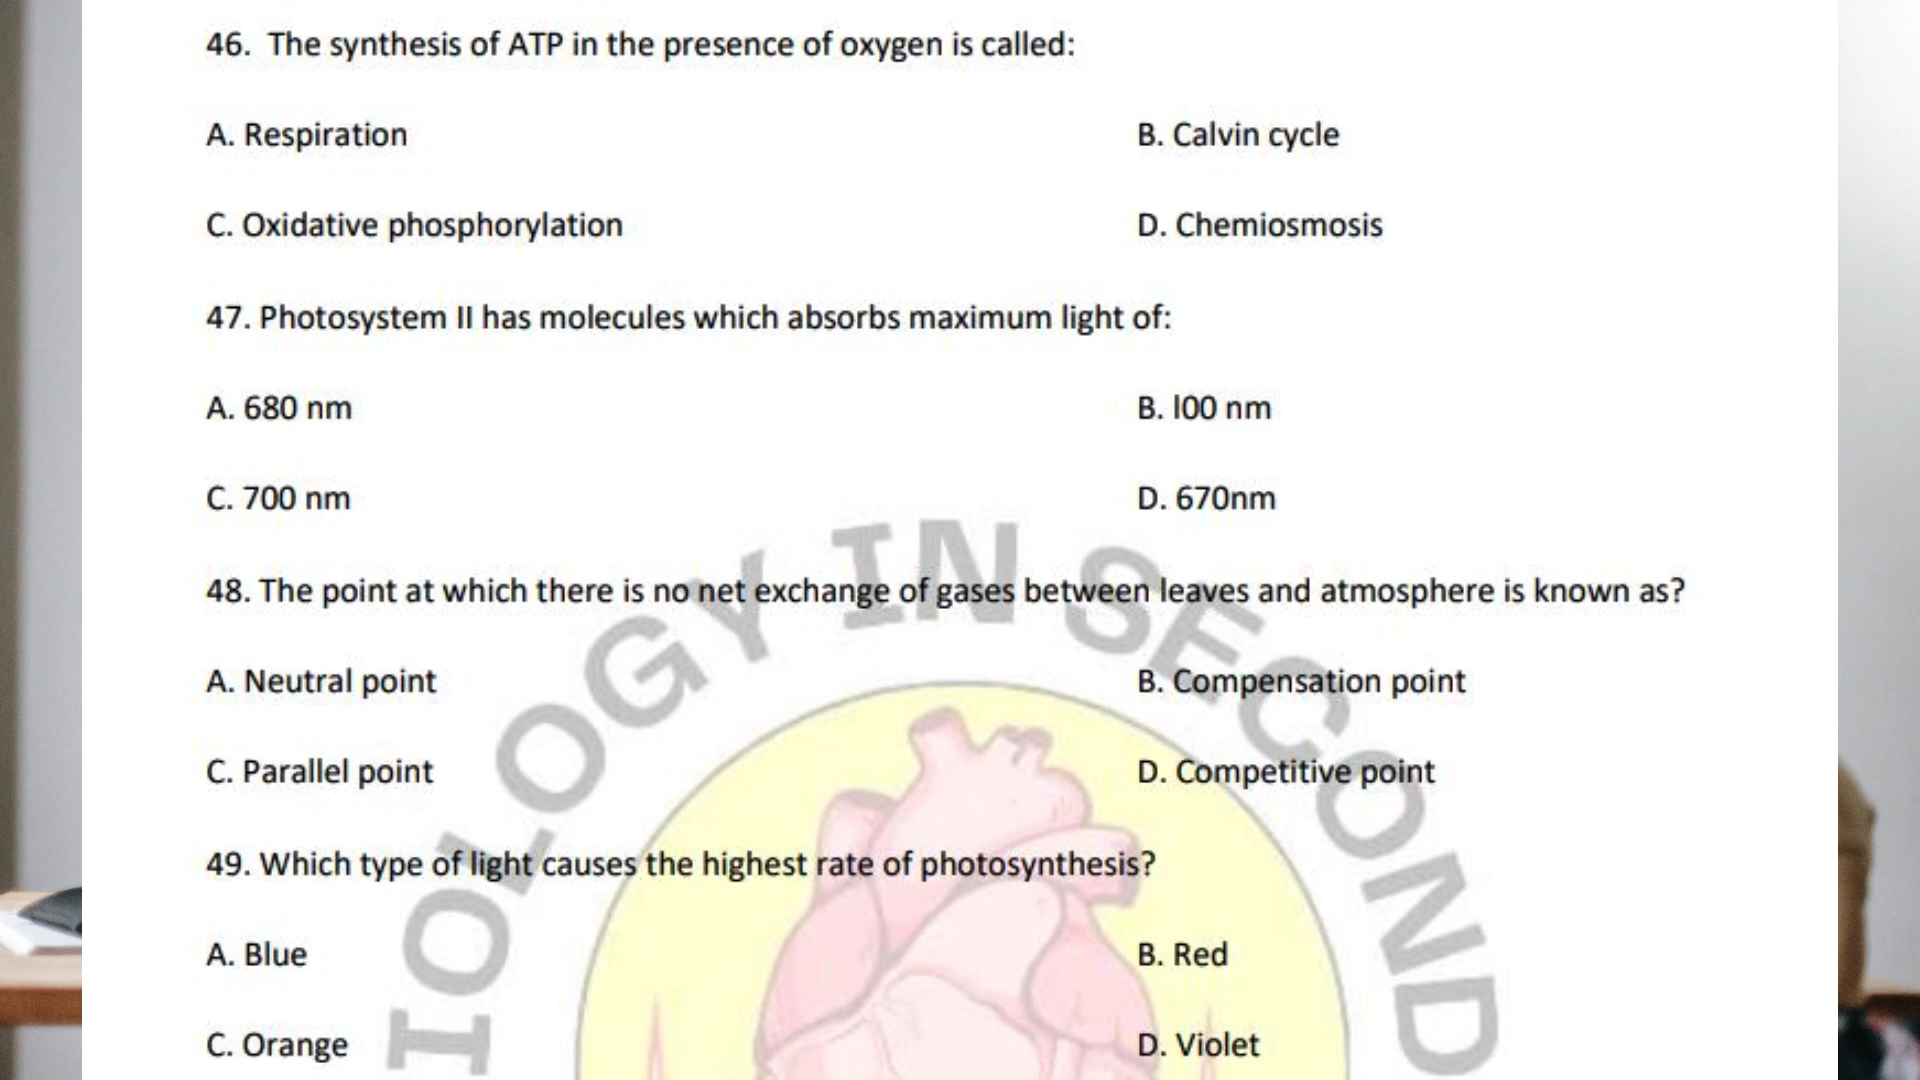 46. The synthesis of ATP in the presence of oxygen is called:
A. Respiration
B. Calvin cycle
C. Oxidative phosphorylation
D. Chemiosmosis
47. Photosystem II has molecules which absorbs maximum light of:
A. 680 nm
B. l00 nm
C. 700 nm
D. 670nm
48. The point at which there is no net exchange of gases between leaves and atmosphere is known as?
A. Neutral point
B. Compensation point
C. Parallel point
D. Competitive point
49. Which type of light causes the highest rate of photosynthesis?
A. Blue
B. Red
C. Orange
D. Violet
IOLOGY IN SECOND